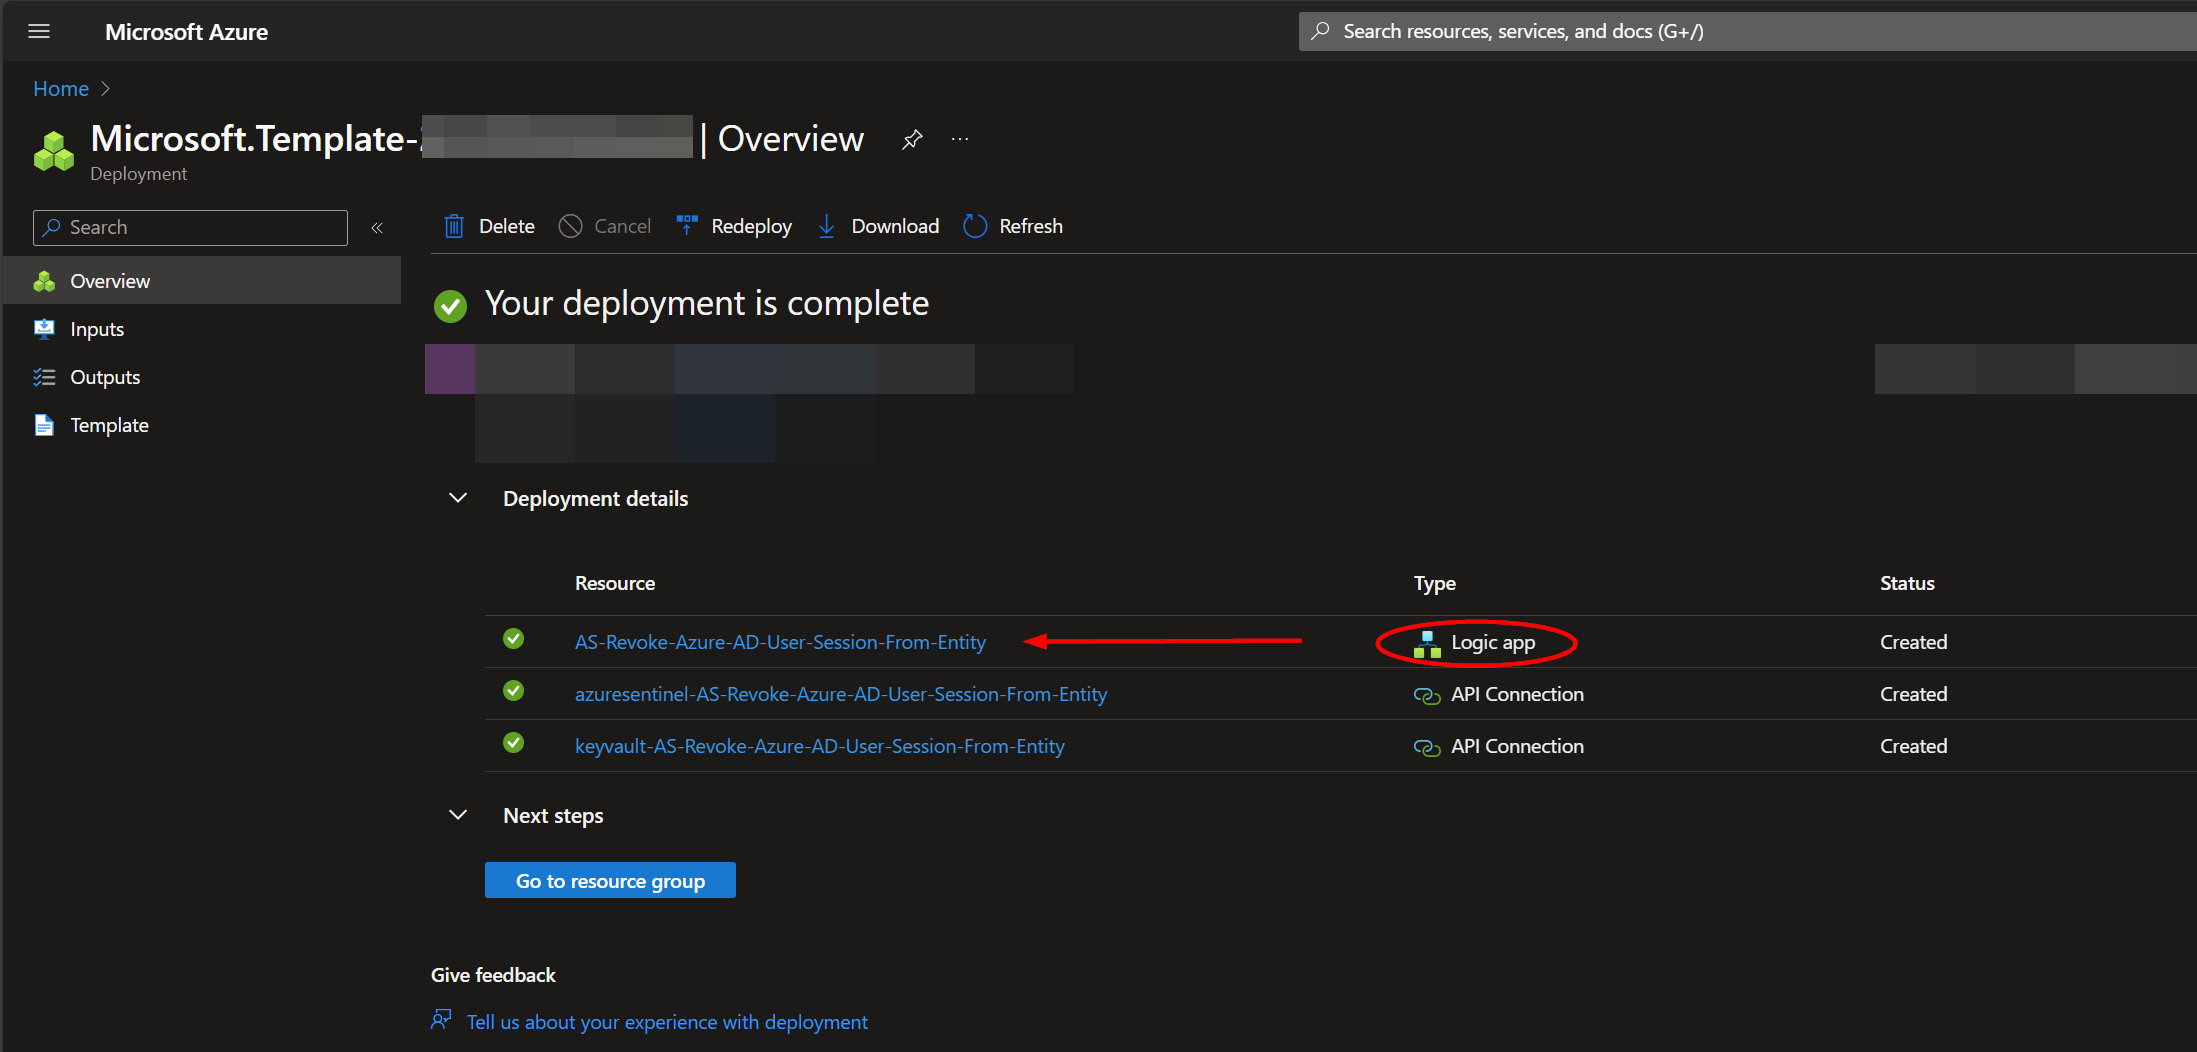 Microsoft Azure
Search resources, services, and docs (G+/)
Home
Microsoft.Template- | Overview
Deployment
Search
Delete
Cancel
Redeploy
Download
Refresh
Overview
Inputs
Outputs
Template
Your deployment is complete
Deployment details
Resource Type Status
AS-Revoke-Azure-AD-User-Session-From-Entity Logic app Created
azuresentinel-AS-Revoke-Azure-AD-User-Session-From-Entity API Connection Created
keyvault-AS-Revoke-Azure-AD-User-Session-From-Entity API Connection Created
Next steps
Go to resource group
Give feedback
Tell us about your experience with deployment